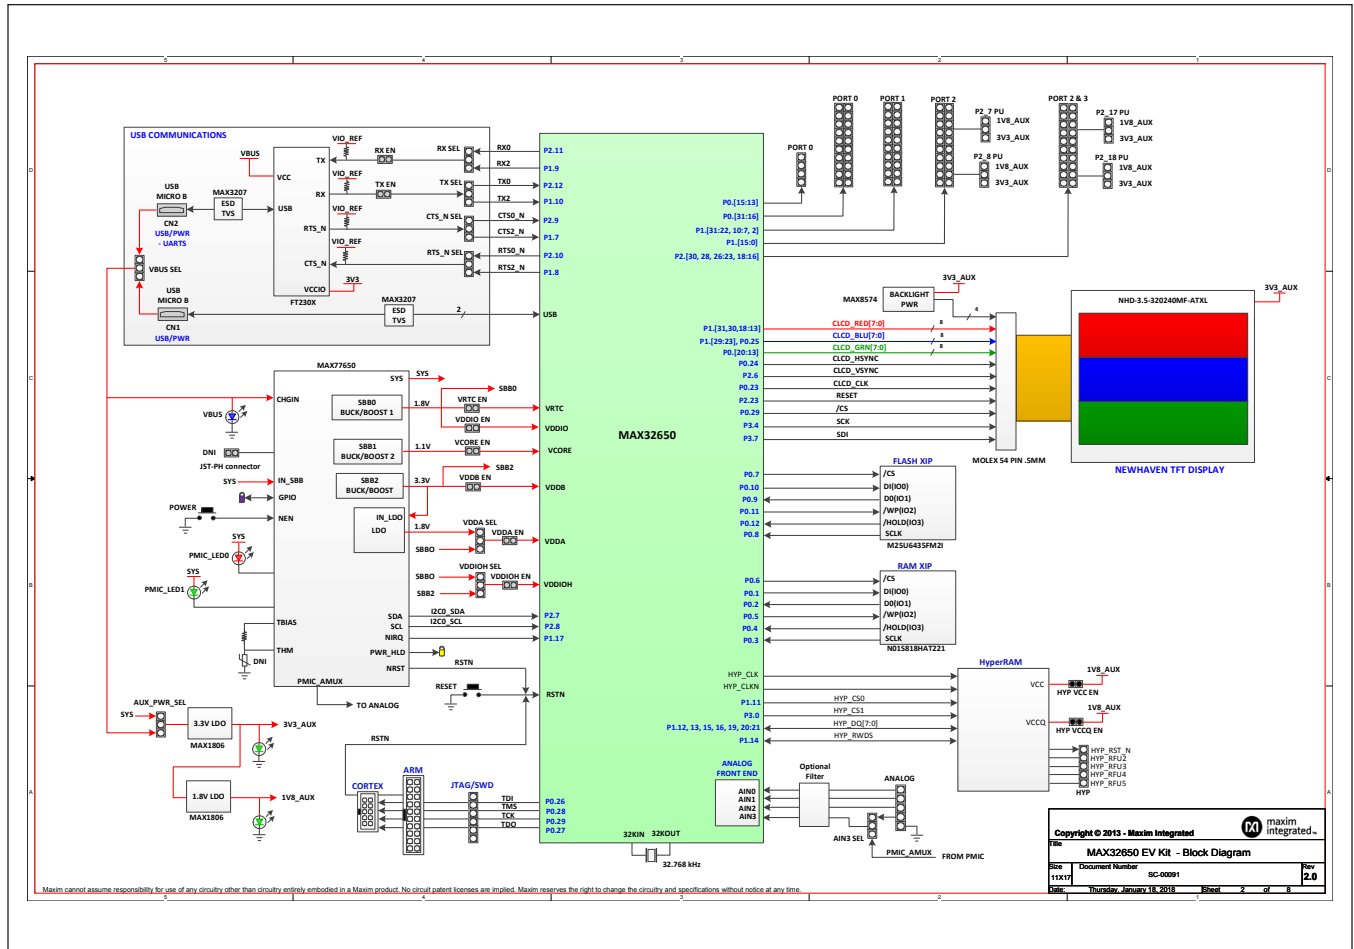 5
4
3
2
1
D
C
B
A
D
C
B
A
USB COMMUNICATIONS
VBUS
VCC
TX
RX
USB
RTS_N
CTS_N
VCCIO
3V3
FT230X
VIO_REF
RX EN
VIO_REF
TX EN
VIO_REF
VIO_REF
USB
MICRO B
CN2
USB/PWR
- UARTS
MAX3207
ESD
TVS
VBUS SEL
USB
MICRO B
CN1
USB/PWR
MAX3207
ESD
TVS
2
RX SEL
RX0
RX2
TX SEL
TX0
TX2
CTS_N SEL
CTS0_N
CTS2_N
RTS_N SEL
RTS0_N
RTS2_N
P2.11
P1.9
P2.12
P1.10
P2.9
P1.7
P2.10
P1.8
USB
MAX77650
SYS
SYS
CHGIN
VBUS
DNI
JST-PH connector
SYS
IN_SBB
GPIO
POWER
NEN
SYS
PMIC_LED0
SYS
PMIC_LED1
TBIAS
THM
DNI
PMIC_AMUX
TO ANALOG
SBB0
BUCK/BOOST 1
1.8V
SBB1
BUCK/BOOST 2
1.1V
SBB2
BUCK/BOOST
3.3V
IN_LDO
LDO
1.8V
SBB0
VRTC EN
VDDIO EN
VCORE EN
SBB2
VDDB EN
VDDA SEL
VDDA EN
SBBO
VDDIOH SEL
SBBO
VDDIOH EN
SBB2
VRTC
VDDIO
VCORE
VDDB
VDDA
VDDIOH
SDA
I2C0_SDA
P2.7
SCL
I2C0_SCL
P2.8
NIRQ
P1.17
PWR_HLD
NRST
RSTN
RESET
RSTN
RSTN
AUX_PWR_SEL
SYS
3.3V LDO
MAX1806
3V3_AUX
1.8V LDO
MAX1806
1V8_AUX
CORTEX
ARM
JTAG/SWD
TDI
TMS
TCK
TDO
P0.26
P0.28
P0.29
P0.27
32KIN
32KOUT
32.768 kHz
MAX32650
PORT 0
PORT 0
PORT 1
PORT 2
PORT 2 & 3
P2_7 PU
1V8_AUX
3V3_AUX
P2_8 PU
1V8_AUX
3V3_AUX
P2_17 PU
1V8_AUX
3V3_AUX
P2_18 PU
1V8_AUX
3V3_AUX
P0.[15:13]
P0.[31:16]
P1.[31:22, 10:7, 2]
P1.[15:0]
P2.[30, 28, 26:23, 18:16]
MAX8574
BACKLIGHT
PWR
3V3_AUX
4
P1.[31,30,18:13]
CLCD_RED[7:0]
8
P1.[29:23], P0.25
CLCD_BLU[7:0]
8
P0.[20:13]
CLCD_GRN[7:0]
8
P0.24
CLCD_HSYNC
P2.6
CLCD_VSYNC
P0.23
CLCD_CLK
P2.23
RESET
P0.29
/CS
P3.4
SCK
P3.7
SDI
MOLEX 54 PIN .5MM
NHD-3.5-320240MF-ATXL
3V3_AUX
NEWHAVEN TFT DISPLAY
FLASH XIP
P0.7
/CS
P0.10
DI(IO0)
P0.9
D0(IO1)
P0.11
/WP(IO2)
P0.12
/HOLD(IO3)
P0.8
SCLK
M25U6435FM2I
RAM XIP
P0.6
/CS
P0.1
DI(IO0)
P0.2
D0(IO1)
P0.5
/WP(IO2)
P0.4
/HOLD(IO3)
P0.3
SCLK
N01S818HAT221
HyperRAM
HYP_CLK
HYP_CLKN
P1.11
HYP_CS0
P3.0
HYP_CS1
P1.12, 13, 15, 16, 19, 20:21
HYP_DQ[7:0]
P1.14
HYP_RWDS
VCC
1V8_AUX
HYP VCC EN
VCCQ
1V8_AUX
HYP VCCQ EN
HYP_RST_N
HYP_RFU2
HYP_RFU3
HYP_RFU4
HYP_RFU5
HYP
ANALOG
FRONT END
AIN0
AIN1
AIN2
AIN3
Optional
Filter
ANALOG
AIN3 SEL
PMIC_AMUX
FROM PMIC
Copyright © 2013 - Maxim Integrated
maxim
integrated™
Title
MAX32650 EV Kit - Block Diagram
Size
11X17
Document Number
SC-00091
Rev
2.0
Date:
Thursday, January 18, 2018
Sheet
2
of
8
Maxim cannot assume responsibility for use of any circuitry other than circuitry entirely embodied in a Maxim product. No circuit patent licenses are implied. Maxim reserves the right to change the circuitry and specifications without notice at any time.
5
4
3
2
1